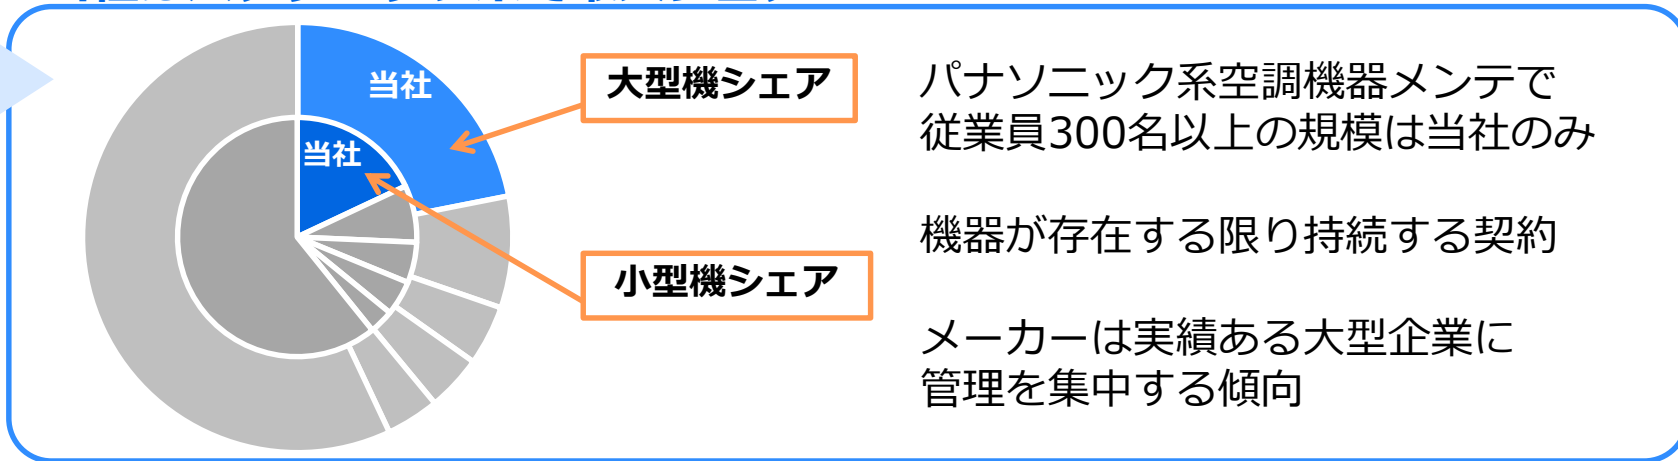 当社
当社
大型機シェア
小型機シェア
パナソニック系空調機器メンテで
従業員300名以上の規模は当社のみ
機器が存在する限り持続する契約
メーカーは実績ある大型企業に
管理を集中する傾向